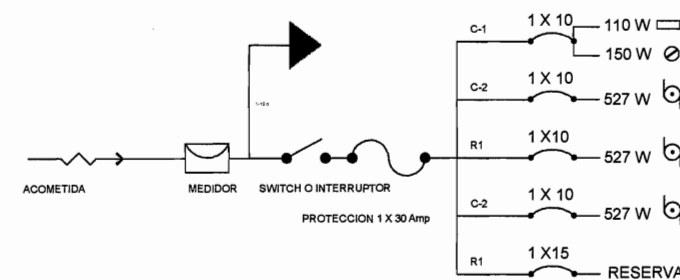 C-1 1 X 10 110 W
150 W
C-2 1 X 10 527 W
R1 1 X10 527 W
ACOMETIDA MEDIDOR SWITCH O INTERRUPTOR
C-2 1 X 10 527 W
PROTECCION 1 X 30 Amp
R1 1 X15 RESERVA